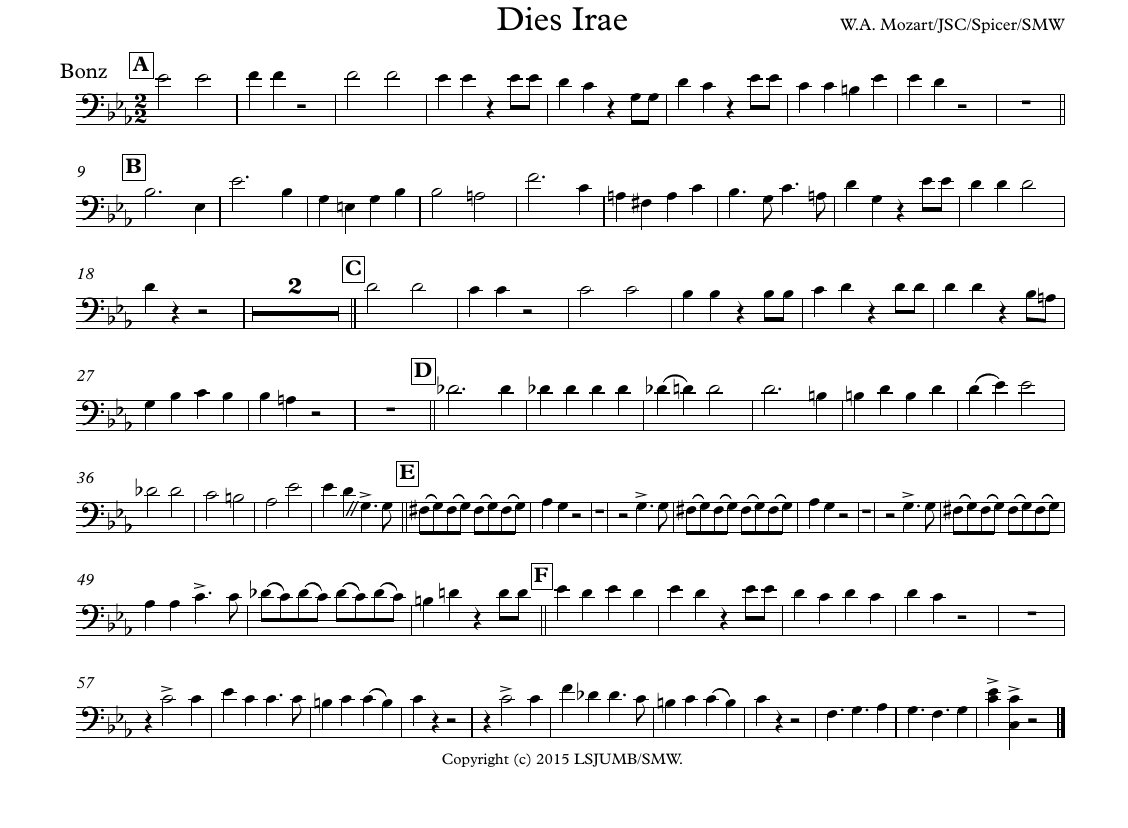 Dies Irae
W.A. Mozart/JSC/Spicer/SMW
Bonz
A
2
2
9
B
18
2
C
27
D
36
E
49
F
57
Copyright (c) 2015 LSJUMB/SMW.